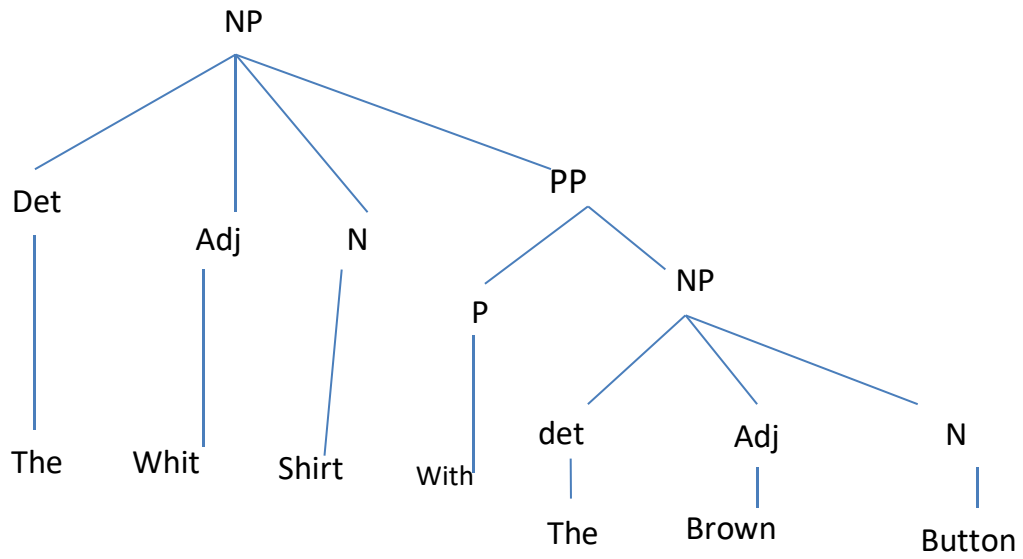 NP
Det
PP
Adj
N
NP
P
det
Adj
N
The
Whit
Shirt
With
The
Brown
Button